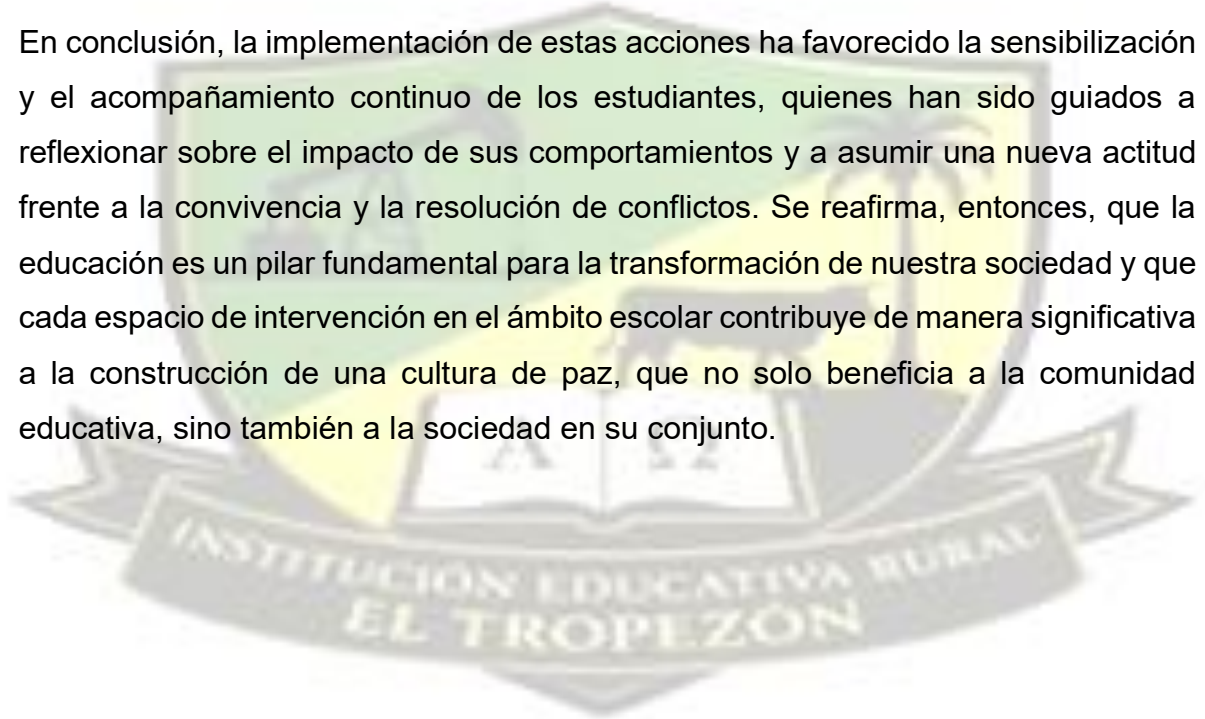 En conclusión, la implementación de estas acciones ha favorecido la sensibilización
y el acompañamiento continuo de los estudiantes, quienes han sido guiados a
reflexionar sobre el impacto de sus comportamientos y a asumir una nueva actitud
frente a la convivencia y la resolución de conflictos. Se reafirma, entonces, que la
educación es un pilar fundamental para la transformación de nuestra sociedad y que
cada espacio de intervención en el ámbito escolar contribuye de manera significativa
a la construcción de una cultura de paz, que no solo beneficia a la comunidad
educativa, sino también a la sociedad en su conjunto.
Α Ω
INSTITUCIÓN EDUCATIVA RURAL
EL TROPEZÓN